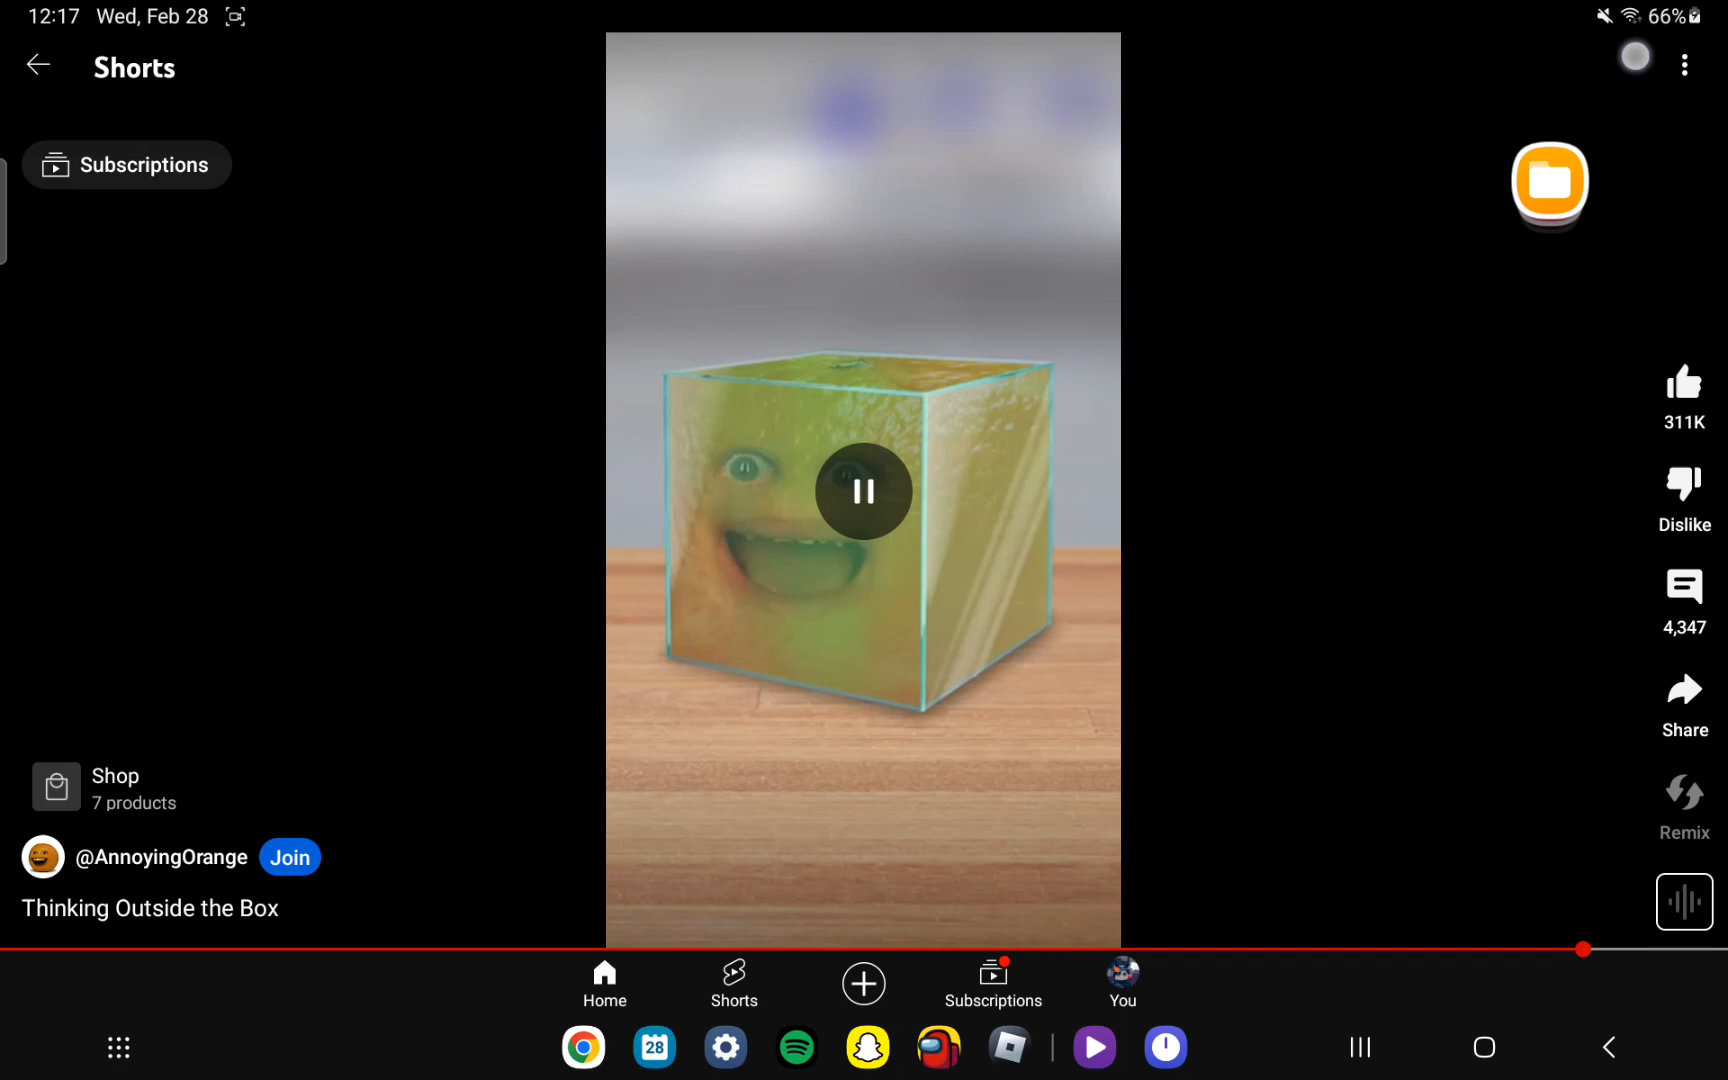 12:17 Wed, Feb 28
66%
Shorts
Subscriptions
311K
Dislike
4,347
Share
Shop
7 products
Remix
@AnnoyingOrange Join
Thinking Outside the Box
Home Shorts Subscriptions You
28